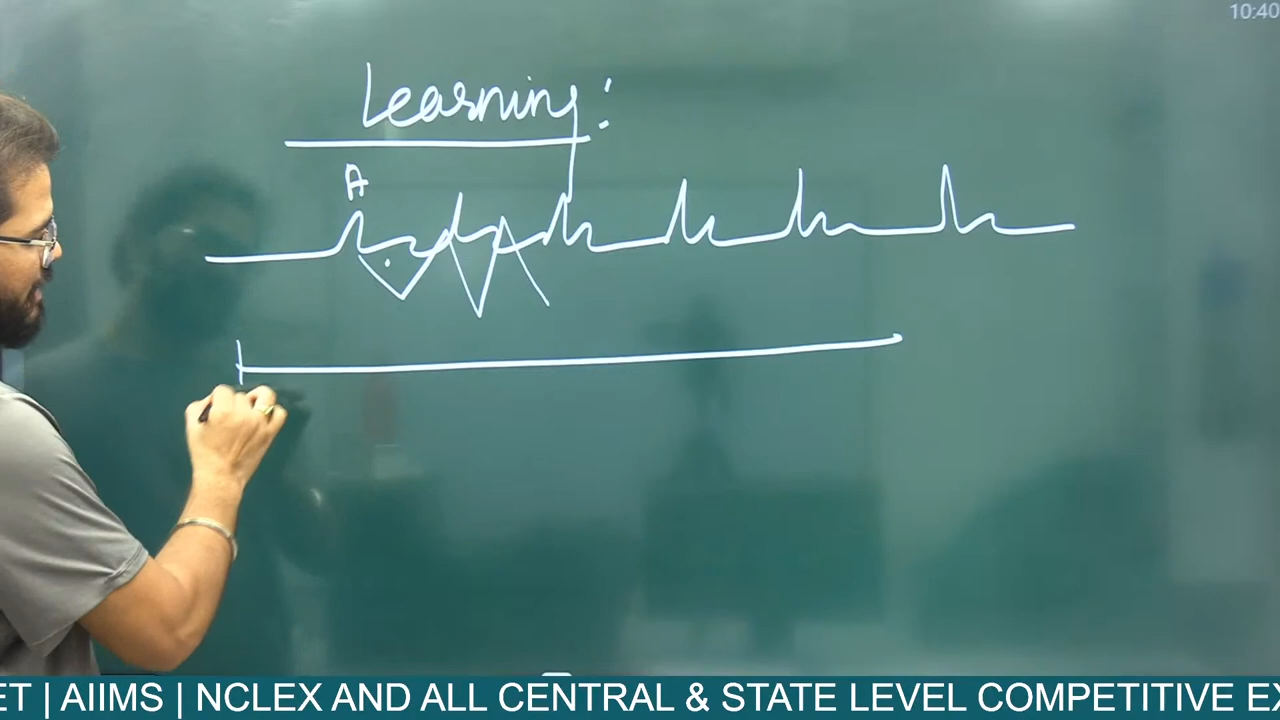 10:40
Learning:
A
ET | AIIMS | NCLEX AND ALL CENTRAL & STATE LEVEL COMPETITIVE EX